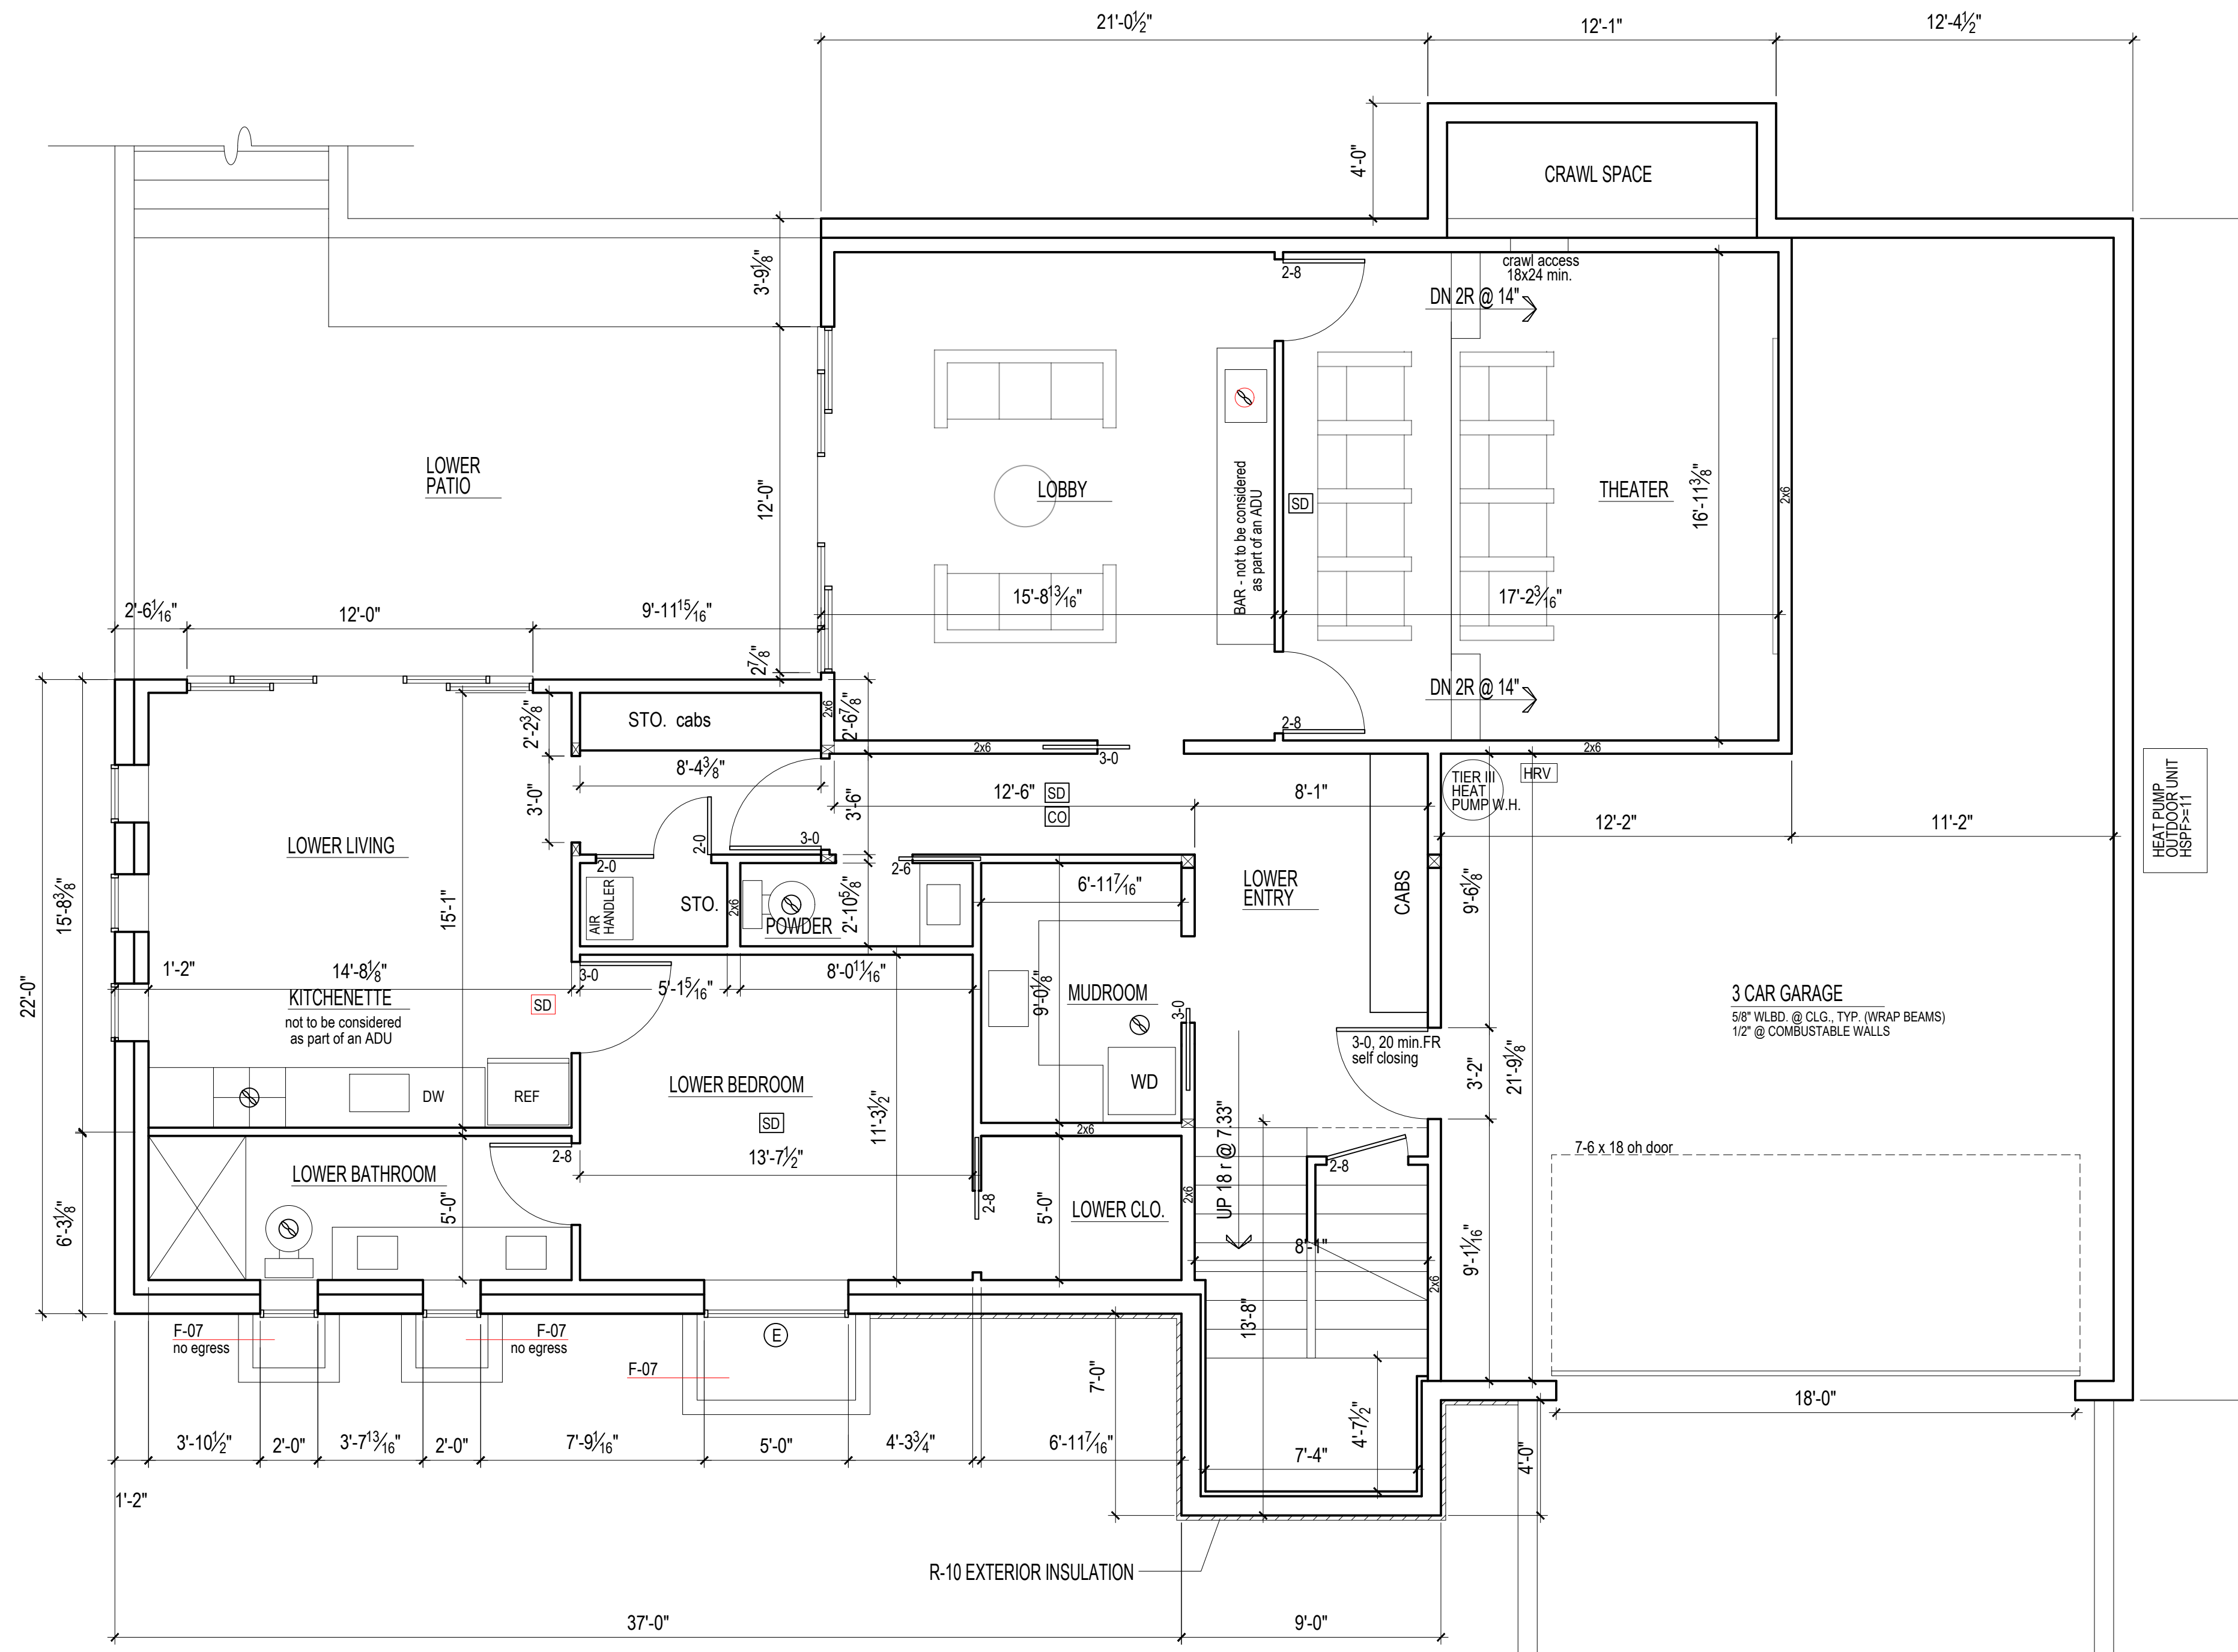 21'-0½"
12'-1"
12'-4½"
4'-0"
CRAWL SPACE
crawl access
18x24 min.
3'-9⅛"
2-8
DN 2R @ 14"
LOWER
PATIO
12'-0"
LOBBY
BAR - not to be considered
as part of an ADU
SD
THEATER
16'-11⅜"
2x6
2'-6 1⁄16"
12'-0"
9'-11 15⁄16"
15'-8 13⁄16"
17'-2 3⁄16"
2⅞"
DN 2R @ 14"
2-8
STO. cabs
2x6
2'-6⅞"
2'-2⅜"
2x6
3-0
2x6
8'-4⅜"
3'-0"
3'-6"
12'-6"
SD
CO
8'-1"
TIER III
HEAT
PUMP W.H.
HRV
12'-2"
11'-2"
HEAT PUMP
OUTDOOR UNIT
HSPF>=11
LOWER LIVING
15'-1"
2-0
2-0
3-0
2-6
AIR
HANDLER
STO.
2x6
POWDER
2'-10⅝"
6'-11 7⁄16"
LOWER
ENTRY
CABS
9'-6⅛"
15'-8⅜"
22'-0"
1'-2"
14'-8⅛"
3-0
5'-1 5⁄16"
8'-0 11⁄16"
KITCHENETTE
not to be considered
as part of an ADU
SD
9'-0⅛"
MUDROOM
3-0
3 CAR GARAGE
5/8" WLBD. @ CLG., TYP. (WRAP BEAMS)
1/2" @ COMBUSTABLE WALLS
3-0, 20 min.FR
self closing
3'-2"
21'-9⅛"
DW
REF
LOWER BEDROOM
SD
11'-3½"
WD
2x6
UP 18 r @ 7.33"
7-6 x 18 oh door
2-8
13'-7½"
2-8
LOWER BATHROOM
5'-0"
6'-3⅛"
2-8
5'-0"
LOWER CLO.
2x6
8'-1"
9'-1 1⁄16"
2x6
13'-8"
F-07
no egress
F-07
no egress
F-07
E
7'-0"
4'-7½"
18'-0"
4'-0"
3'-10½"
2'-0"
3'-7 13⁄16"
2'-0"
7'-9 1⁄16"
5'-0"
4'-3¾"
6'-11 7⁄16"
7'-4"
1'-2"
R-10 EXTERIOR INSULATION
37'-0"
9'-0"